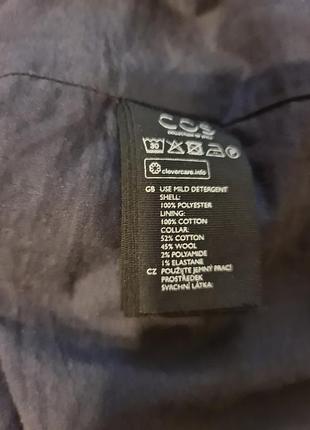 COS
COLLECTION OF STYLE
30
clevercare.info
GB USE MILD DETERGENT
SHELL:
100% POLYESTER
LINING:
100% COTTON
COLLAR:
52% COTTON
45% WOOL
2% POLYAMIDE
1% ELASTANE
CZ POUŽIJTE JEMNÝ PRACÍ
PROSTŘEDEK
SVRCHNÍ LÁTKA: